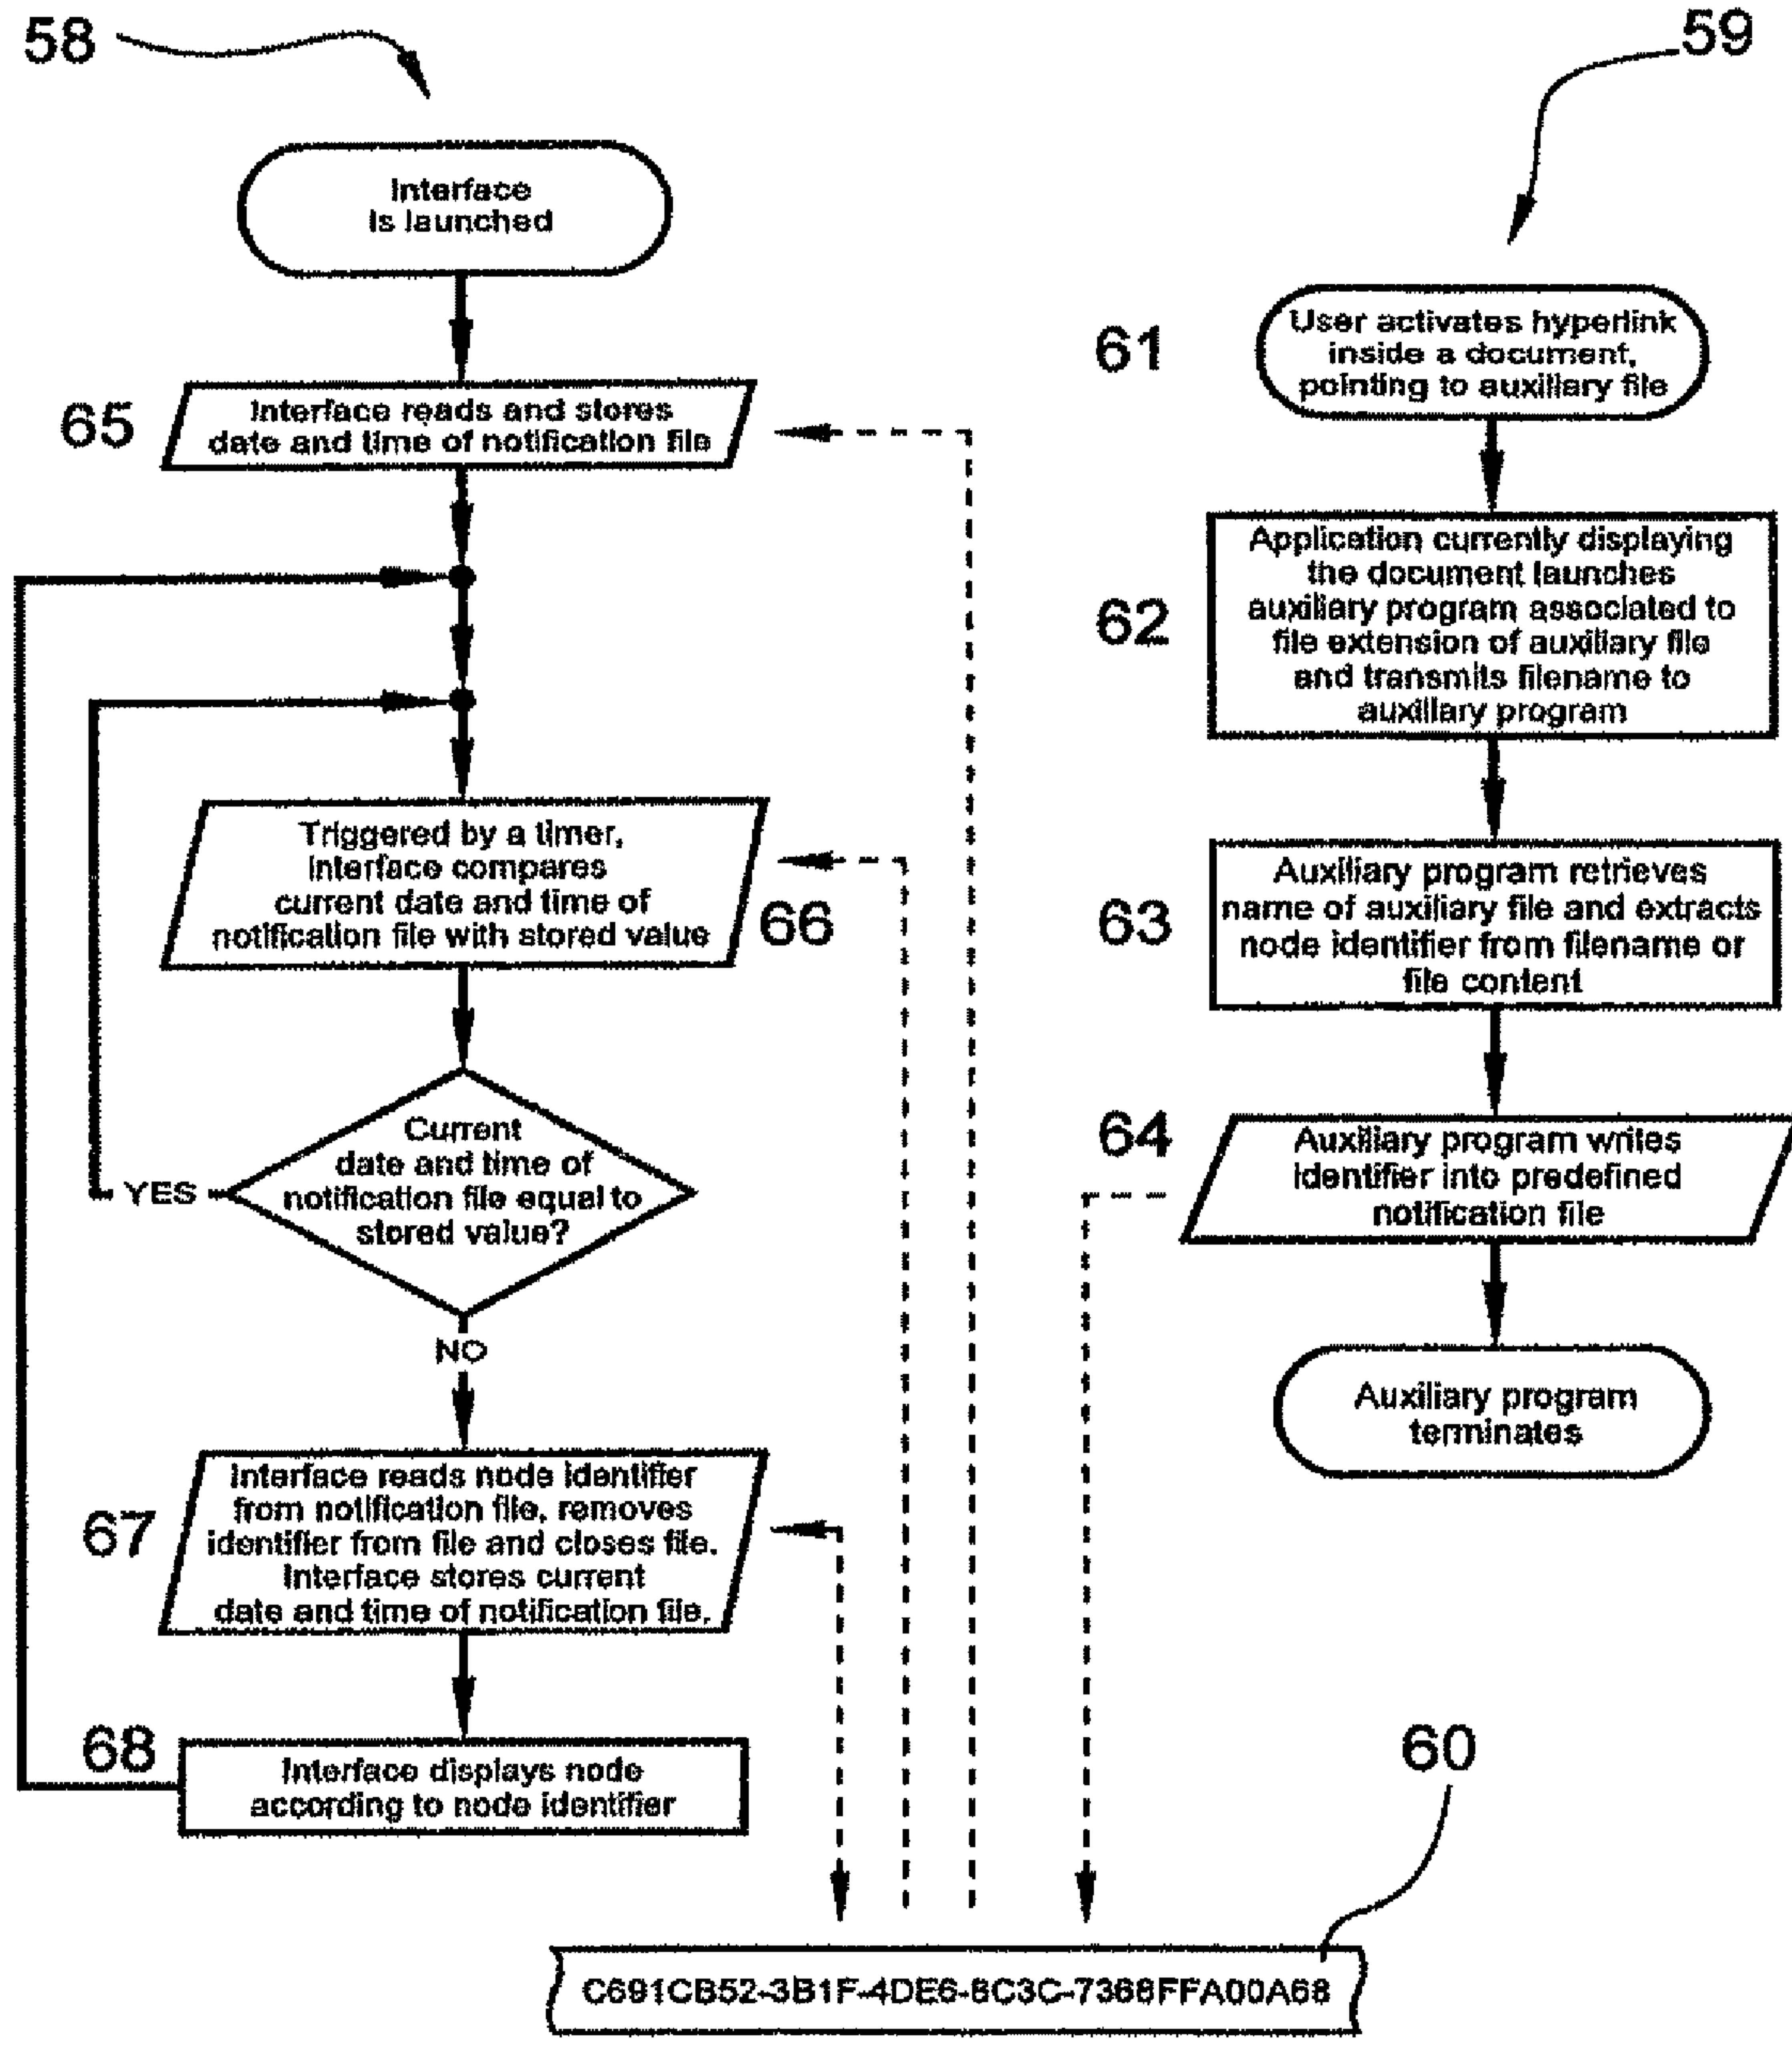 58
Interface
is launched
65
Interface reads and stores
date and time of notification file
Triggered by a timer,
interface compares
current date and time of
notification file with stored value
66
Current
date and time of
notification file equal to
stored value?
YES
NO
67
Interface reads node identifier
from notification file, removes
identifier from file and closes file.
Interface stores current
date and time of notification file.
68
Interface displays node
according to node identifier
59
61
User activates hyperlink
inside a document,
pointing to auxiliary file
62
Application currently displaying
the document launches
auxiliary program associated to
file extension of auxiliary file
and transmits filename to
auxiliary program
63
Auxiliary program retrieves
name of auxiliary file and extracts
node identifier from filename or
file content
64
Auxiliary program writes
identifier into predefined
notification file
Auxiliary program
terminates
60
C691CB52-3B1F-4DE6-8C3C-7368FFA00A68